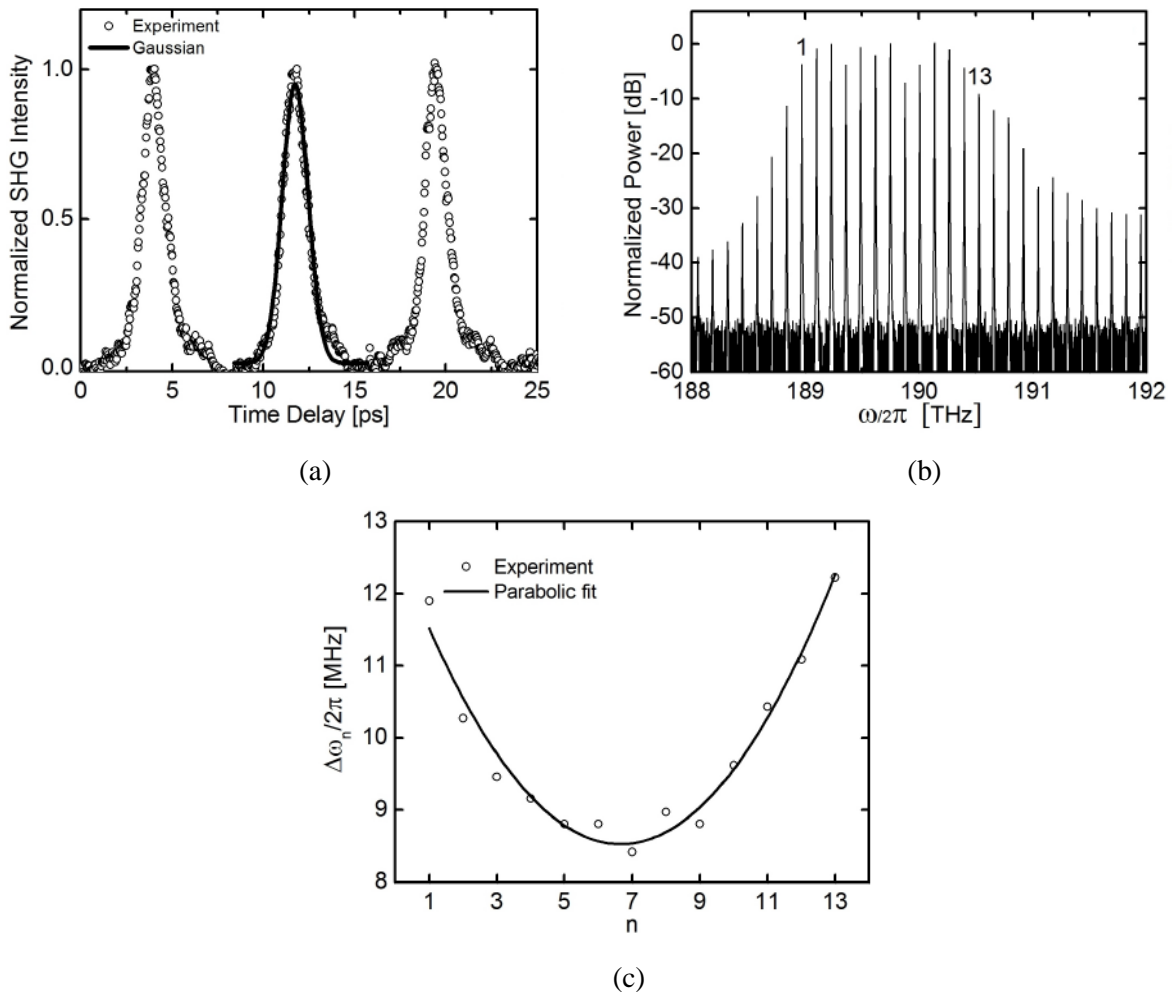 Experiment
Gaussian
Normalized SHG Intensity
1.0
0.5
0.0
0 5 10 15 20 25
Time Delay [ps]
(a)
Normalized Power [dB]
0
-10
-20
-30
-40
-50
-60
1
13
188 189 190 191 192
ω/2π [THz]
(b)
Δωn/2π [MHz]
13
12
11
10
9
8
Experiment
Parabolic fit
1 3 5 7 9 11 13
n
(c)